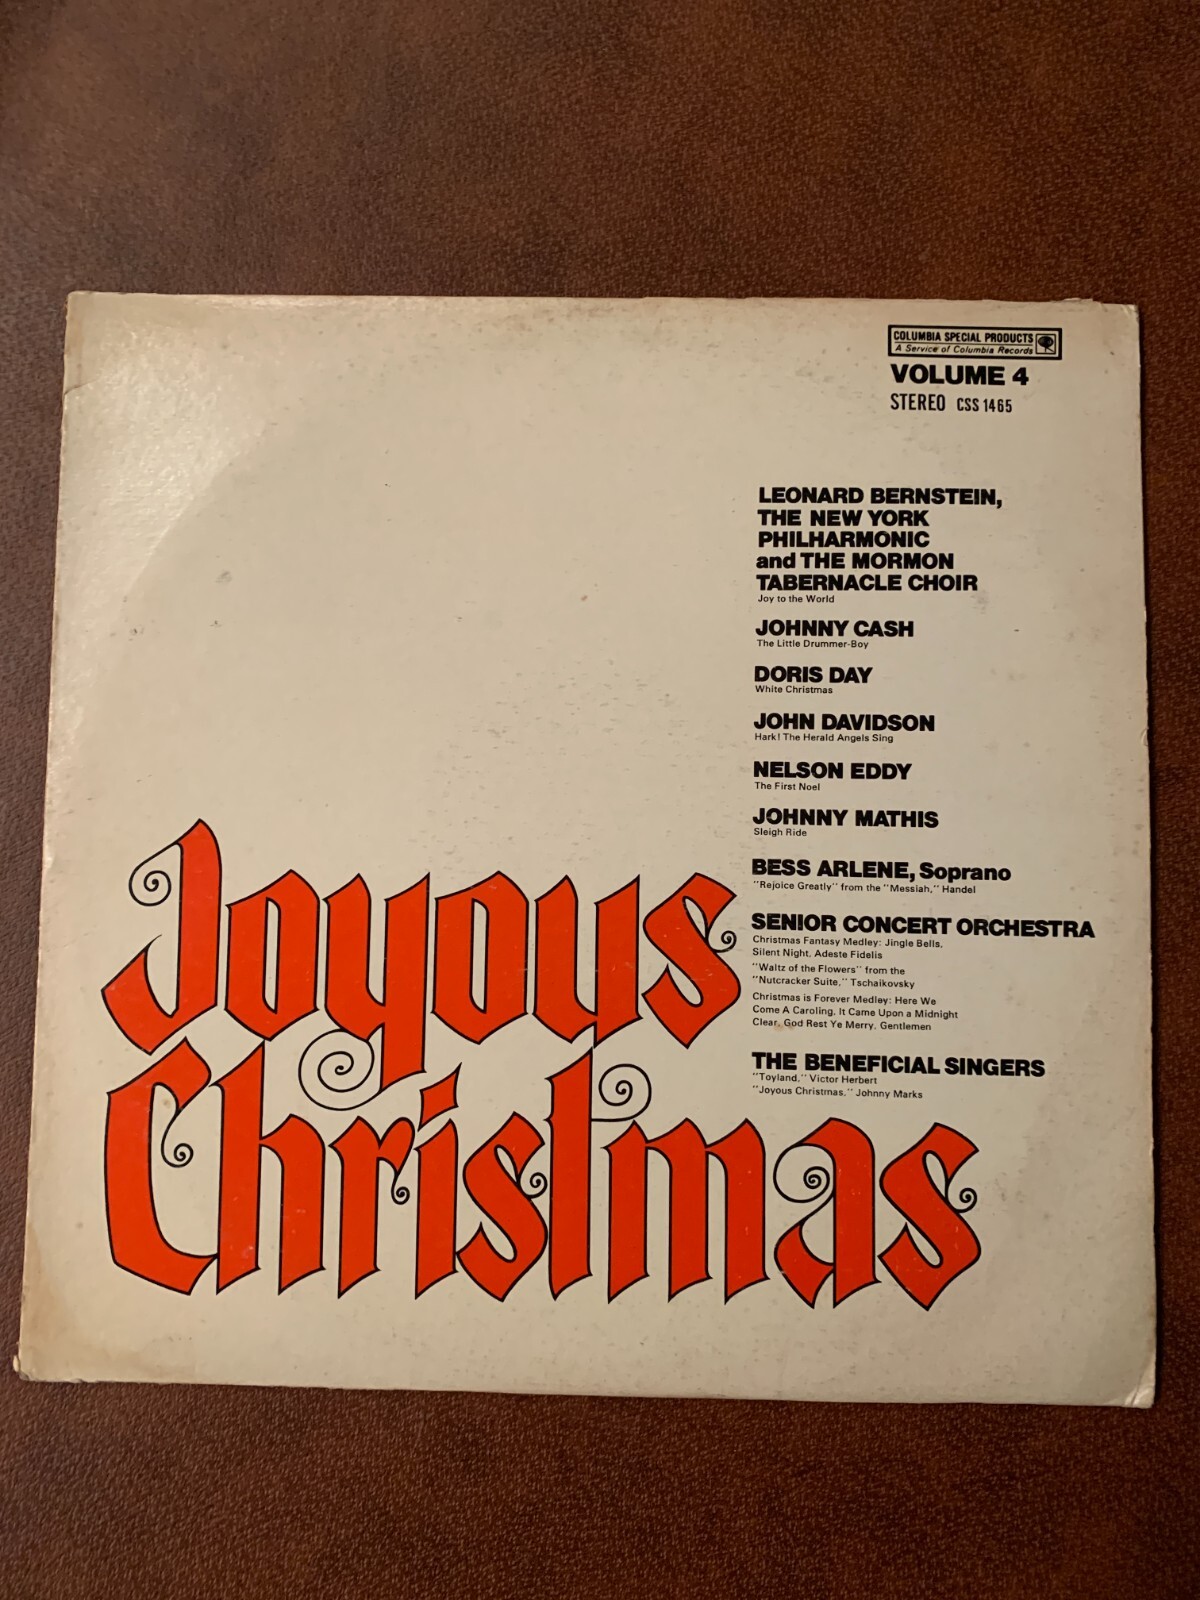 COLUMBIA SPECIAL PRODUCTS
A Service of Columbia Records
VOLUME 4
STEREO CSS 1465
LEONARD BERNSTEIN,
THE NEW YORK
PHILHARMONIC
and THE MORMON
TABERNACLE CHOIR
Joy to the World
JOHNNY CASH
The Little Drummer-Boy
DORIS DAY
White Christmas
JOHN DAVIDSON
Hark! The Herald Angels Sing
NELSON EDDY
The First Noel
JOHNNY MATHIS
Sleigh Ride
BESS ARLENE, Soprano
"Rejoice Greatly" from the "Messiah," Handel
SENIOR CONCERT ORCHESTRA
Christmas Fantasy Medley: Jingle Bells,
Silent Night, Adeste Fidelis
"Waltz of the Flowers" from the
"Nutcracker Suite," Tschaikovsky
Christmas is Forever Medley: Here We
Come A Caroling, It Came Upon a Midnight
Clear, God Rest Ye Merry, Gentlemen
THE BENEFICIAL SINGERS
"Toyland," Victor Herbert
"Joyous Christmas," Johnny Marks
Joyous
Christmas